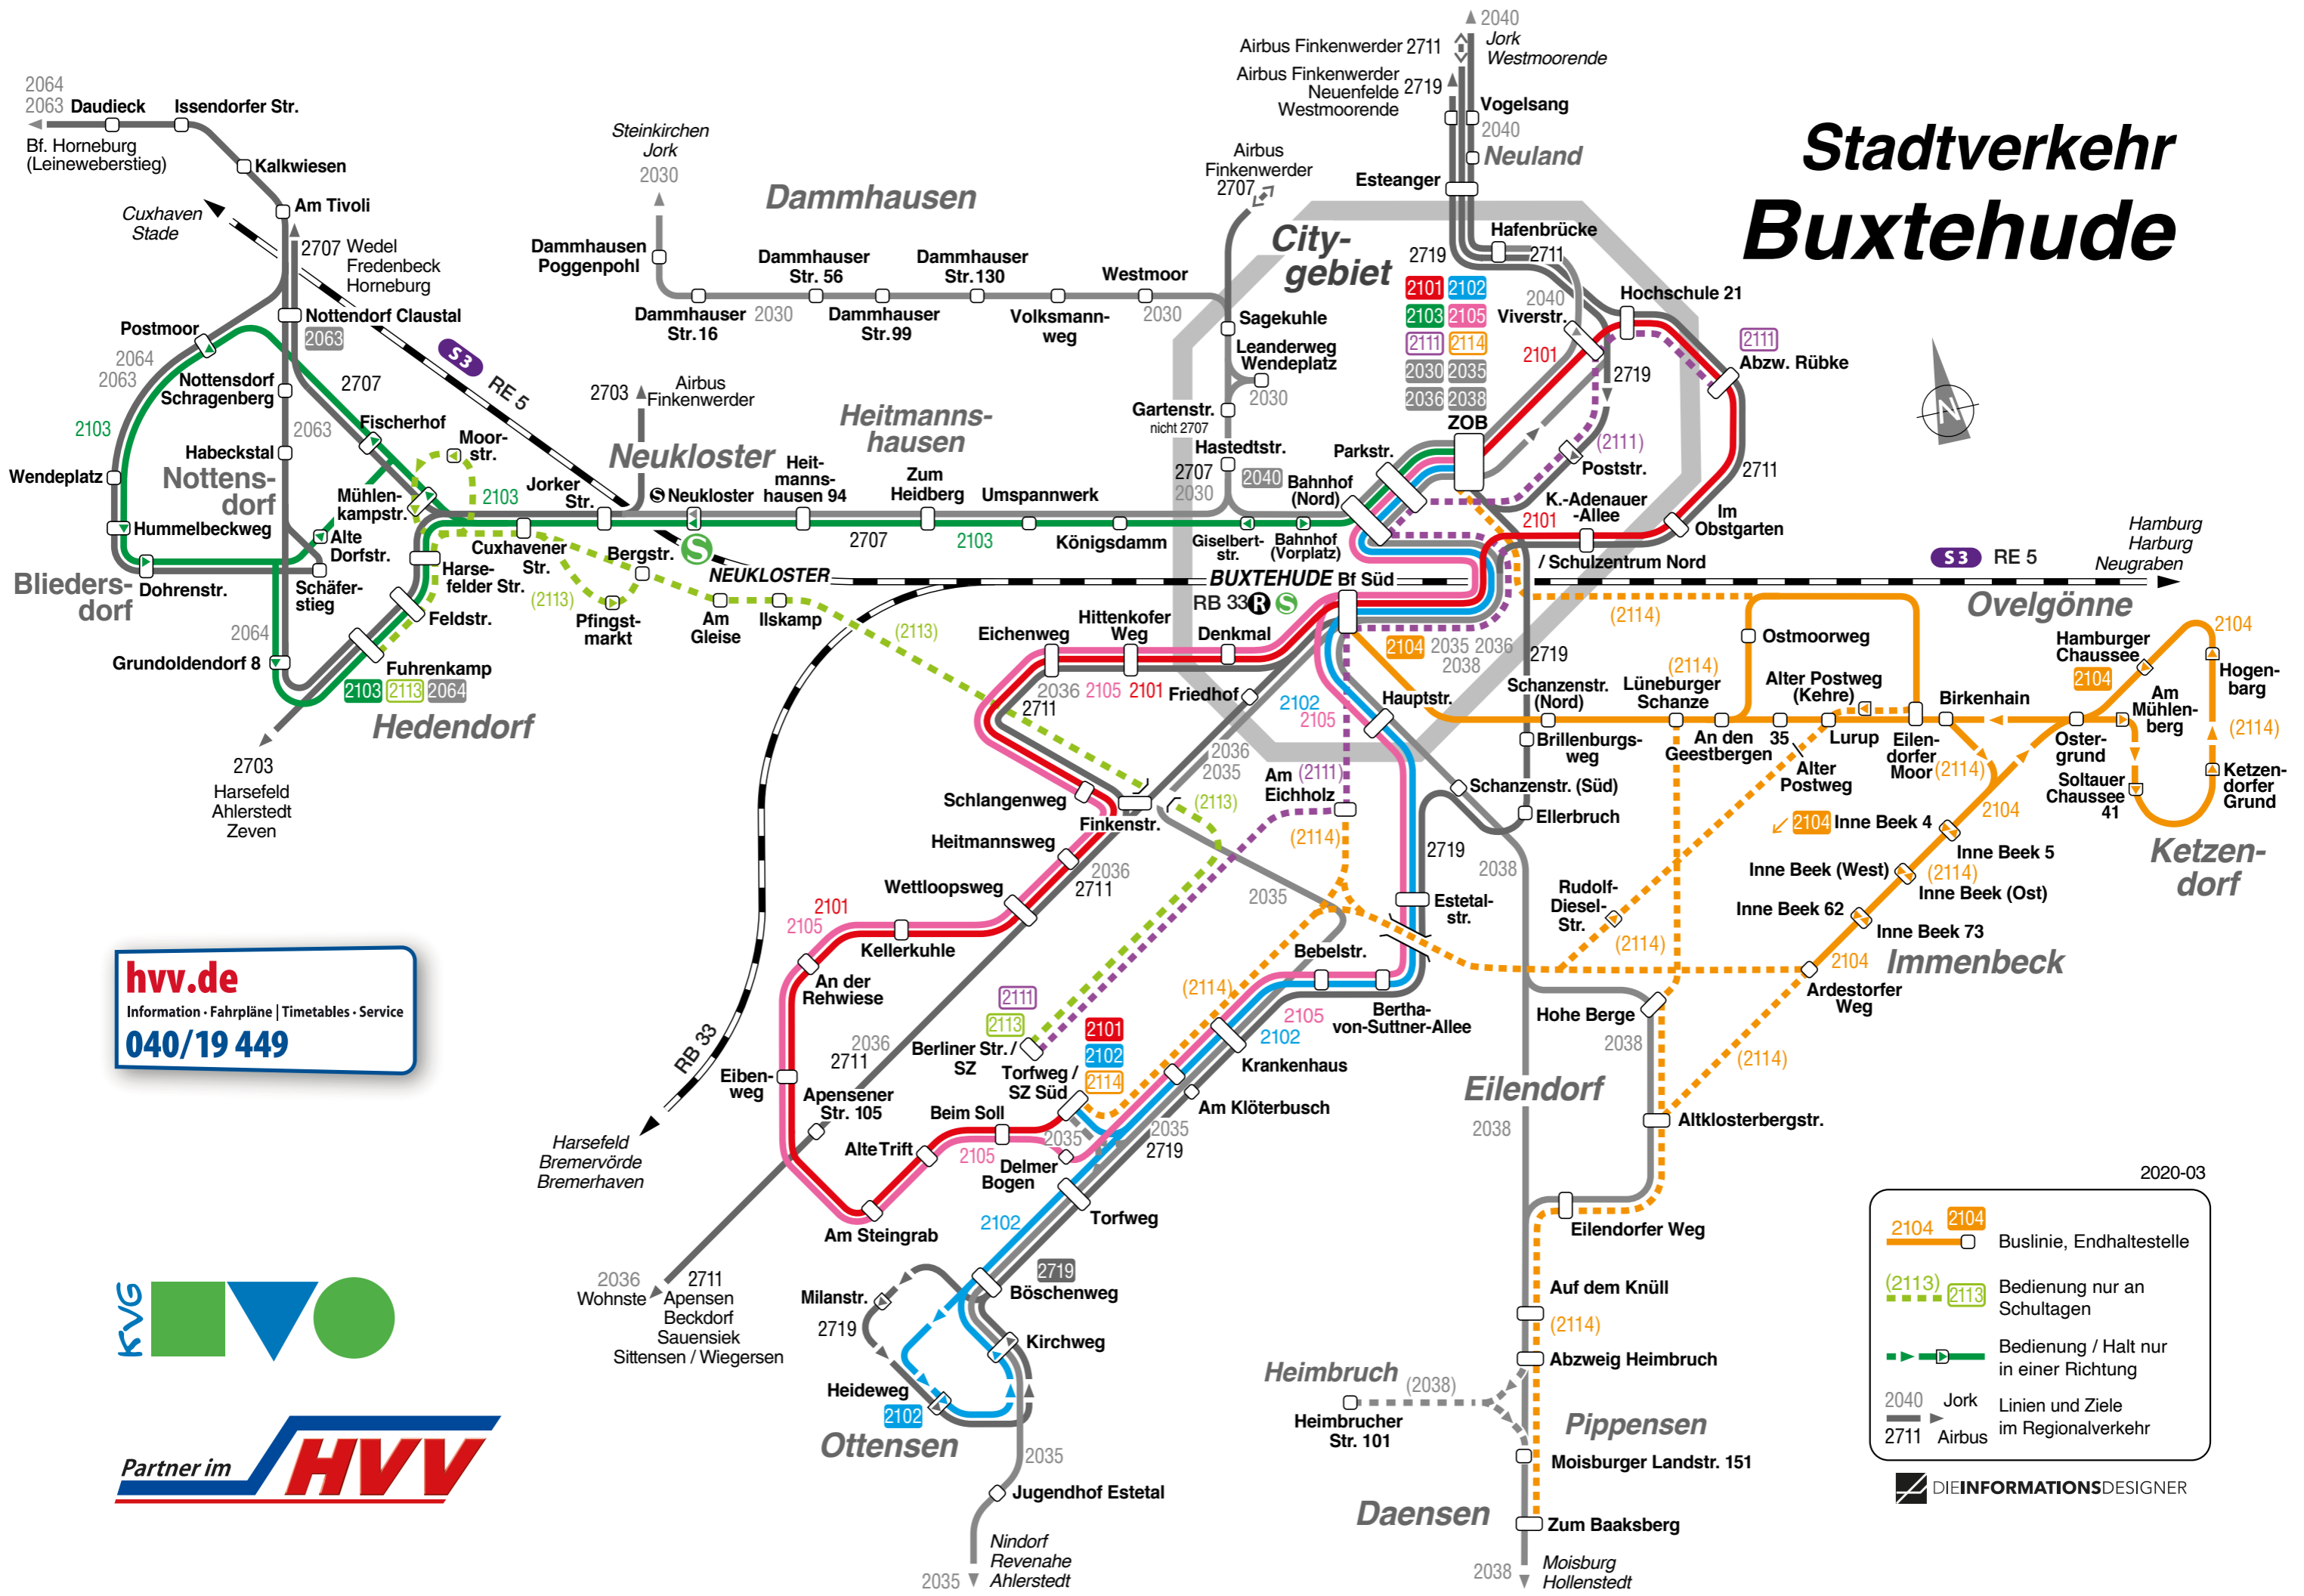 Stadtverkehr
Buxtehude
2064
2063 Daudieck
Issendorfer Str.
Bf. Horneburg
(Leineweberstieg)
Kalkwiesen
Am Tivoli
Cuxhaven
Stade
2707 Wedel
Fredenbeck
Horneburg
Nottendorf Claustal
2063
Postmoor
2064
2063
Nottensdorf
Schragenberg
2707
S3 RE 5
2103
Fischerhof
2063
Habeckstal
Moor-
str.
Wendeplatz
Nottens-
dorf
Mühlen-
kampstr.
2103
Hummelbeckweg
Alte
Dorfstr.
Bliedersdorf
Dohrenstr.
Schäfer-
stieg
Harse-
felder Str.
Feldstr.
2064
Grundoldendorf 8
Fuhrenkamp
2103 2113 2064
Hedendorf
2703
Harsefeld
Ahlerstedt
Zeven
Steinkirchen
Jork
2030
Dammhausen
Dammhausen
Poggenpohl
Dammhauser
Str. 56
Dammhauser
Str.130
Westmoor
Dammhauser
Str.16
2030
Dammhauser
Str.99
Volksmann-
weg
2030
2703
Airbus
Finkenwerder
Heitmanns-
hausen
Neukloster
Jorker
Str.
S Neukloster
Heit-
manns-
hausen 94
Zum
Heidberg
Umspannwerk
Cuxhavener
Str.
Bergstr.
S
2707
2103
Königsdamm
Giselbert-
str.
Bahnhof
(Vorplatz)
NEUKLOSTER
(2113)
Pfingst-
markt
Am
Gleise
Ilskamp
(2113)
Airbus
Finkenwerder
2707
Sagekuhle
Leanderweg
Wendeplatz
2030
Gartenstr.
nicht 2707
Hastedtstr.
2707
2030
2040
Bahnhof
(Nord)
Parkstr.
City-
gebiet
2040
Jork
Westmoorende
Airbus Finkenwerder 2711
Airbus Finkenwerder
Neuenfelde
Westmoorende
2719
Vogelsang
2040
Neuland
Esteanger
Hafenbrücke
2719
2711
2101 2102
2103 2105
2111 2114
2030 2035
2036 2038
ZOB
2040
Viverstr.
2101
Hochschule 21
2111
Abzw. Rübke
2719
(2111)
Poststr.
2711
K.-Adenauer
-Allee
/ Schulzentrum Nord
2101
Im
Obstgarten
N
Hamburg
Harburg
Neugraben
S3 RE 5
BUXTEHUDE Bf Süd
RB 33 R S
Ovelgönne
Eichenweg
Hittenkofer
Weg
Denkmal
2036 2105 2101
2711
Friedhof
2104 2035 2036
2038
2719
2102
2105
Hauptstr.
(2114)
Ostmoorweg
(2114)
Schanzenstr.
(Nord)
Lüneburger
Schanze
Alter Postweg
(Kehre)
Birkenhain
Hamburger
Chaussee
2104
2104
Hogen-
barg
Am
Mühlen-
berg
(2114)
Brillenburgs-
weg
An den
Geestbergen
35
Alter
Postweg
Lurup
Eilen-
dorfer
Moor
(2114)
Oster-
grund
Soltauer
Chaussee
41
Ketzen-
dorfer
Grund
Ketzen-
dorf
2104
2104 Inne Beek 4
Inne Beek 5
Inne Beek (West)
(2114)
Inne Beek (Ost)
Inne Beek 62
Inne Beek 73
Immenbeck
2104
Ardestorfer
Weg
Rudolf-
Diesel-
Str.
(2114)
2036
2035
Am
Eichholz
(2111)
(2114)
Schanzenstr. (Süd)
Ellerbruch
2719
2038
Schlangenweg
(2113)
Finkenstr.
Heitmannsweg
2036
2711
2035
Wettloopsweg
2101
2105
Kellerkuhle
An der
Rehwiese
Estetal-
str.
Bebelstr.
Bertha-
von-Suttner-Allee
(2114)
2105
2102
Krankenhaus
Am Klöterbusch
2111
2113
Berliner Str./
SZ
2101
2102
2114
Torfweg /
SZ Süd
2036
2711
Eiben-
weg
Apensener
Str. 105
Beim Soll
Alte Trift
2105
2035
Delmer
Bogen
2035
2719
Am Steingrab
Torfweg
2102
RB 33
Harsefeld
Bremervörde
Bremerhaven
2036
Wohnste
2711
Apensen
Beckdorf
Sauensiek
Sittensen / Wiegersen
2719
Böschenweg
Milanstr.
2719
Kirchweg
Heideweg
2102
Ottensen
2035
Jugendhof Estetal
Nindorf
Revenahe
Ahlerstedt
2035
Hohe Berge
2038
(2114)
Eilendorf
Altklosterbergstr.
2038
Eilendorfer Weg
Auf dem Knüll
(2114)
Abzweig Heimbruch
Heimbruch
(2038)
Heimbrucher
Str. 101
Pippensen
Moisburger Landstr. 151
Daensen
Zum Baaksberg
2038
Moisburg
Hollenstedt
hvv.de
Information · Fahrpläne | Timetables · Service
040/19 449
KVG
Partner im
HVV
2020-03
2104 2104 Buslinie, Endhaltestelle
(2113) 2113 Bedienung nur an
Schultagen
Bedienung / Halt nur
in einer Richtung
2040 Jork
2711 Airbus
Linien und Ziele
im Regionalverkehr
DIEINFORMATIONSDESIGNER